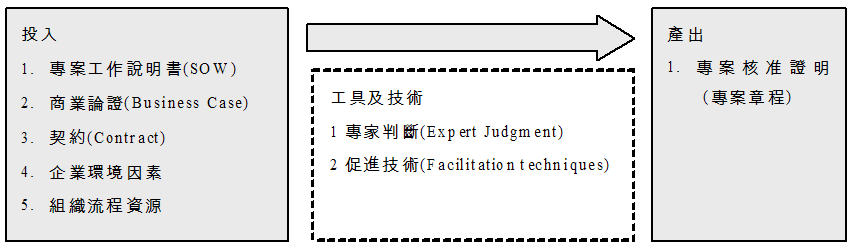 投入
1. 專案工作說明書(SOW)
2. 商業論證(Business Case)
3. 契約(Contract)
4. 企業環境因素
5. 組織流程資源
工具及技術
1 專家判斷(Expert Judgment)
2 促進技術(Facilitation techniques)
產出
1. 專案核准證明
(專案章程)